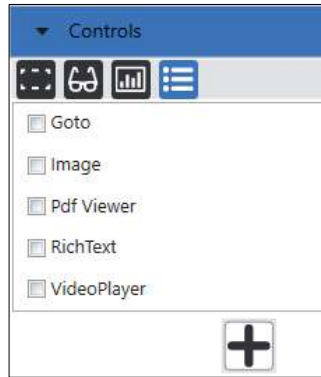 Controls
Goto
Image
Pdf Viewer
RichText
VideoPlayer